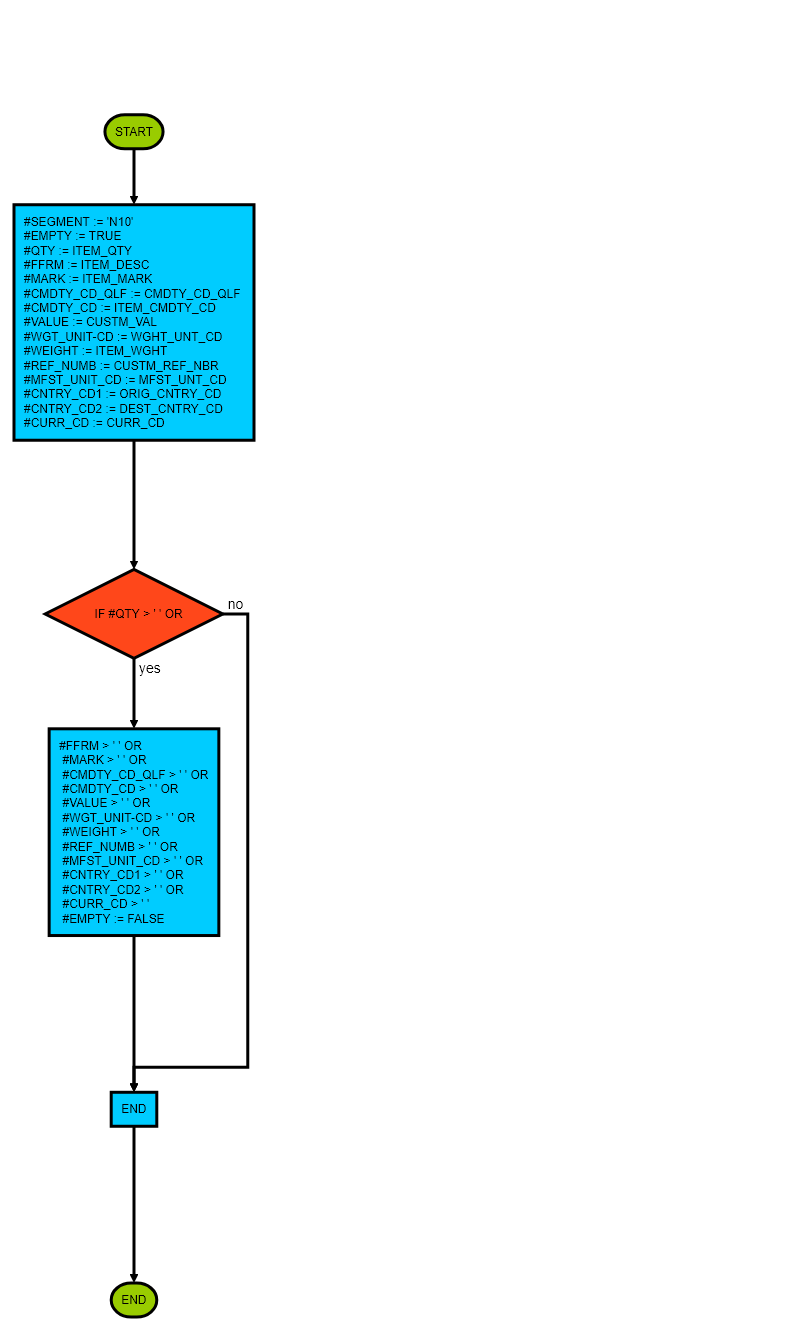 START
#SEGMENT := 'N10'
#EMPTY := TRUE
#QTY := ITEM_QTY
#FFRM := ITEM_DESC
#MARK := ITEM_MARK
#CMDTY_CD_QLF := CMDTY_CD_QLF
#CMDTY_CD := ITEM_CMDTY_CD
#VALUE := CUSTM_VAL
#WGT_UNIT-CD := WGHT_UNT_CD
#WEIGHT := ITEM_WGHT
#REF_NUMB := CUSTM_REF_NBR
#MFST_UNIT_CD := MFST_UNT_CD
#CNTRY_CD1 := ORIG_CNTRY_CD
#CNTRY_CD2 := DEST_CNTRY_CD
#CURR_CD := CURR_CD
IF #QTY > ' ' OR
no
yes
#FFRM > ' ' OR
#MARK > ' ' OR
#CMDTY_CD_QLF > ' ' OR
#CMDTY_CD > ' ' OR
#VALUE > ' ' OR
#WGT_UNIT-CD > ' ' OR
#WEIGHT > ' ' OR
#REF_NUMB > ' ' OR
#MFST_UNIT_CD > ' ' OR
#CNTRY_CD1 > ' ' OR
#CNTRY_CD2 > ' ' OR
#CURR_CD > ' '
#EMPTY := FALSE
END
END